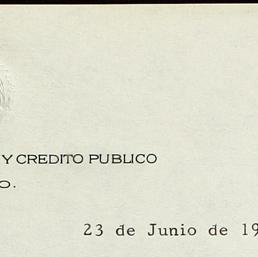 Y CREDITO PUBLICO
O.
23 de Junio de 19